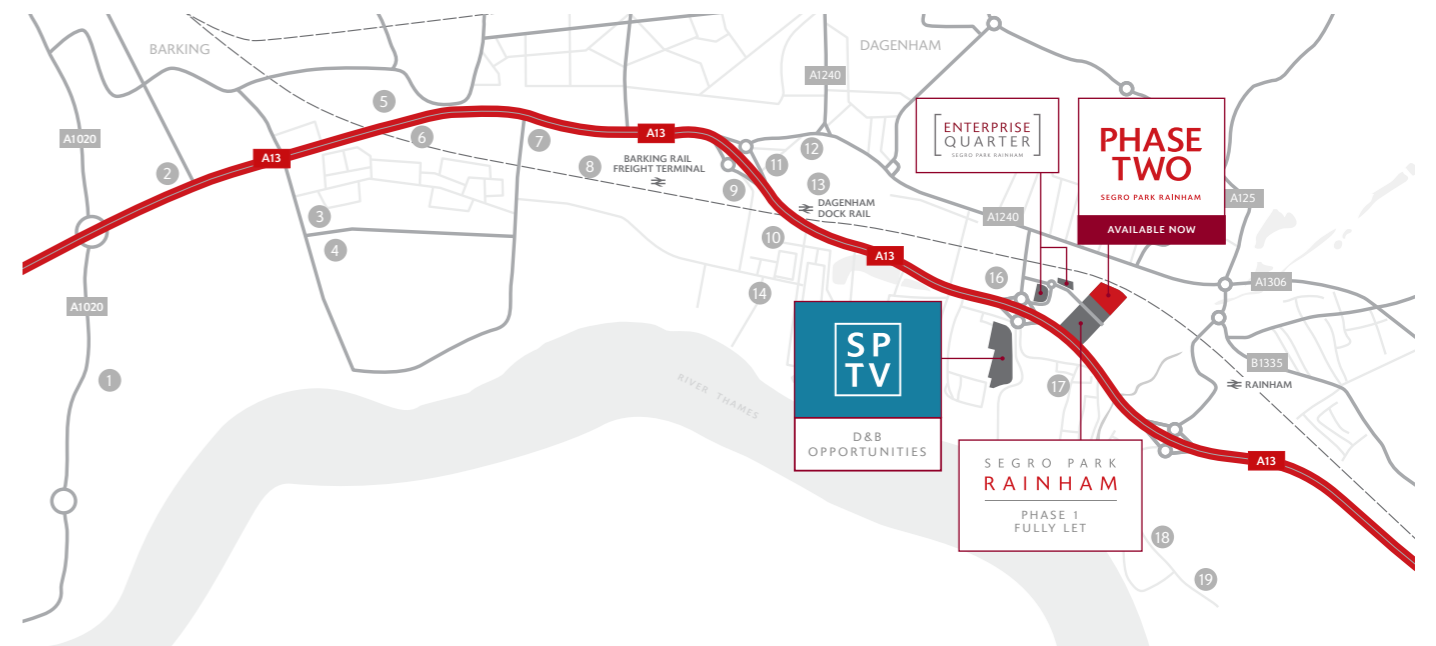 BARKING
DAGENHAM
A1240
A1020
5
6
7
8
A13
A13
2
BARKING RAIL
FREIGHT TERMINAL
11
12
9
13
DAGENHAM
DOCK RAIL
ENTERPRISE
QUARTER
SEGRO PARK RAINHAM
PHASE
TWO
SEGRO PARK RAINHAM
AVAILABLE NOW
A125
A1240
3
4
10
A13
14
16
A1306
A1020
1
RIVER THAMES
SP
TV
D&B
OPPORTUNITIES
17
B1335
RAINHAM
SEGRO PARK
RAINHAM
PHASE 1
FULLY LET
A13
18
19